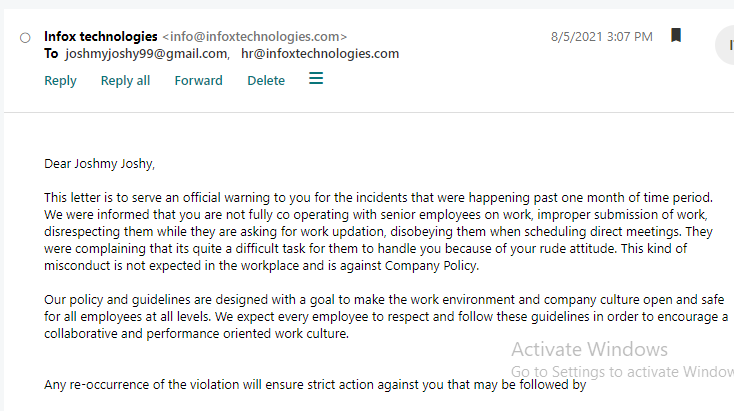 Infox technologies <info@infoxtechnologies.com>
8/5/2021 3:07 PM
To joshmyjoshy99@gmail.com, hr@infoxtechnologies.com
Reply Reply all Forward Delete
Dear Joshmy Joshy,
This letter is to serve an official warning to you for the incidents that were happening past one month of time period.
We were informed that you are not fully co operating with senior employees on work, improper submission of work,
disrespecting them while they are asking for work updation, disobeying them when scheduling direct meetings. They
were complaining that its quite a difficult task for them to handle you because of your rude attitude. This kind of
misconduct is not expected in the workplace and is against Company Policy.
Our policy and guidelines are designed with a goal to make the work environment and company culture open and safe
for all employees at all levels. We expect every employee to respect and follow these guidelines in order to encourage a
collaborative and performance oriented work culture.
Activate Windows
Go to Settings to activate Window
Any re-occurrence of the violation will ensure strict action against you that may be followed by